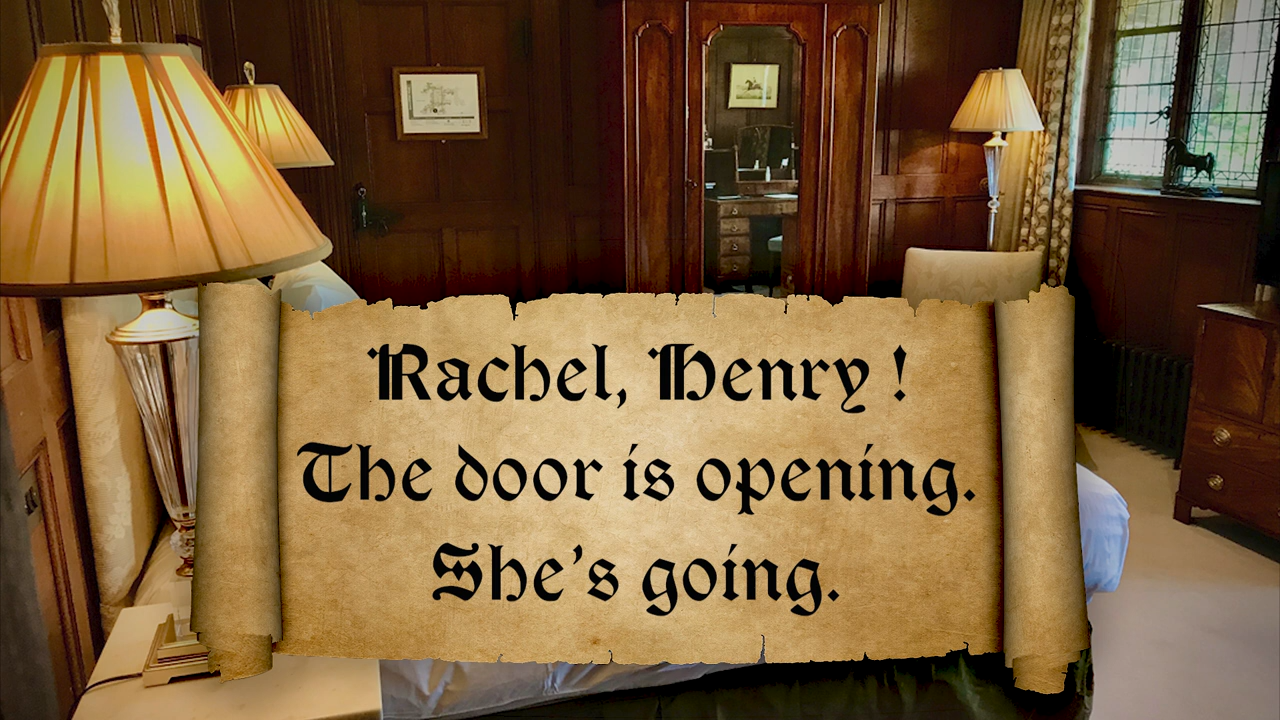 Rachel, Henry !
The door is opening.
She's going.